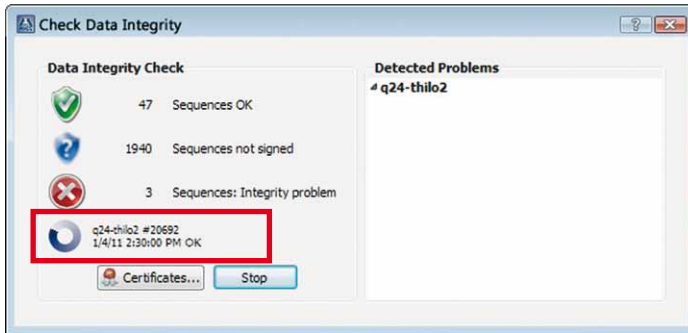 Check Data Integrity
Data Integrity Check
47 Sequences OK
1940 Sequences not signed
3 Sequences: Integrity problem
q24-thilo2 #20692
1/4/11 2:30:00 PM OK
Certificates... Stop
Detected Problems
q24-thilo2